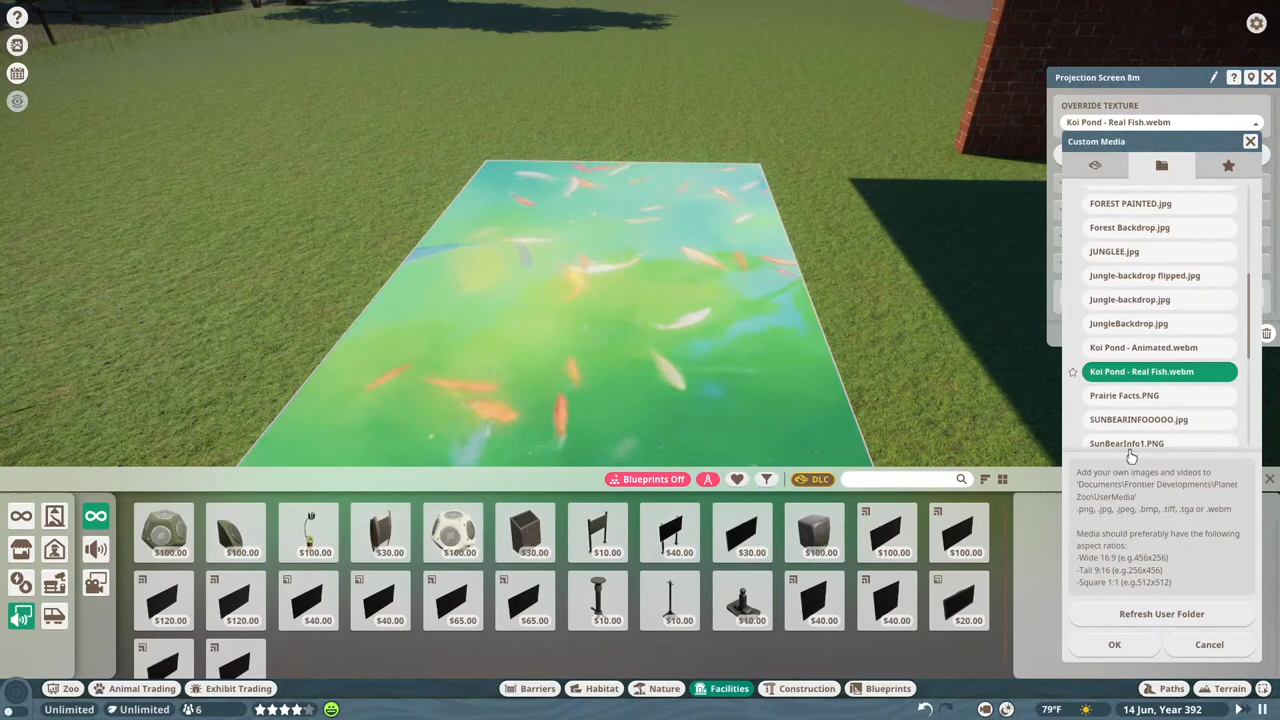 Projection Screen 8m
OVERRIDE TEXTURE
Koi Pond - Real Fish.webm
Custom Media
FOREST PAINTED.jpg
Forest Backdrop.jpg
JUNGLEE.jpg
Jungle-backdrop flipped.jpg
Jungle-backdrop.jpg
JungleBackdrop.jpg
Koi Pond - Animated.webm
Koi Pond - Real Fish.webm
Prairie Facts.PNG
SUNBEARINFOOOOO.jpg
SunBearInfo1.PNG
Add your own images and videos to
'Documents\Frontier Developments\Planet
Zoo\UserMedia'
.png, .jpg, .jpeg, .bmp, .tiff, .tga or .webm
Media should preferably have the following
aspect ratios:
-Wide 16:9 (e.g.456x256)
-Tall 9:16 (e.g.256x456)
-Square 1:1 (e.g.512x512)
Refresh User Folder
OK Cancel
Blueprints Off DLC
$100.00 $100.00 $100.00 $30.00 $100.00 $30.00 $10.00 $40.00 $30.00 $100.00 $100.00 $100.00
$120.00 $120.00 $40.00 $40.00 $65.00 $65.00 $10.00 $10.00 $10.00 $40.00 $40.00 $20.00
Zoo Animal Trading Exhibit Trading Barriers Habitat Nature Facilities Construction Blueprints Paths Terrain
Unlimited Unlimited 6 79°F 14 Jun, Year 392